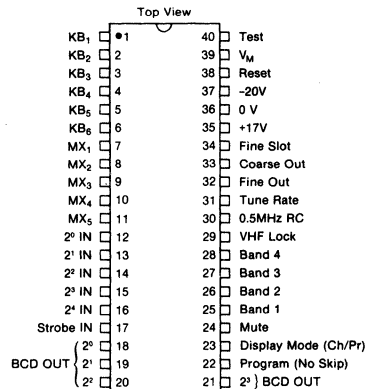 Top View
KB₁ 1 40 Test
KB₂ 2 39 V_M
KB₃ 3 38 Reset
KB₄ 4 37 -20V
KB₅ 5 36 0 V
KB₆ 6 35 +17V
MX₁ 7 34 Fine Slot
MX₂ 8 33 Coarse Out
MX₃ 9 32 Fine Out
MX₄ 10 31 Tune Rate
MX₅ 11 30 0.5MHz RC
2⁰ IN 12 29 VHF Lock
2¹ IN 13 28 Band 4
2² IN 14 27 Band 3
2³ IN 15 26 Band 2
2⁴ IN 16 25 Band 1
Strobe IN 17 24 Mute
2⁰ 18 23 Display Mode (Ch/Pr)
BCD OUT { 2¹ 19 22 Program (No Skip)
2² 20 21 2³ } BCD OUT